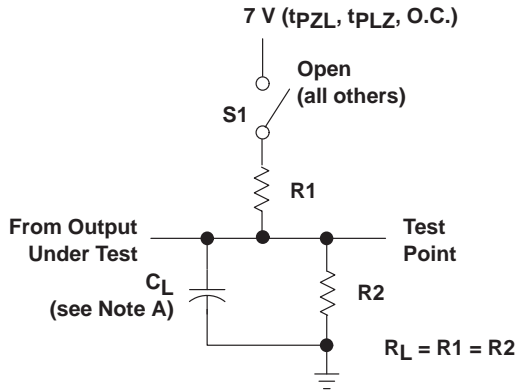 7 V (tPZL, tPLZ, O.C.)
Open
(all others)
S1
R1
From Output
Under Test
Test
Point
CL
(see Note A)
R2
RL = R1 = R2